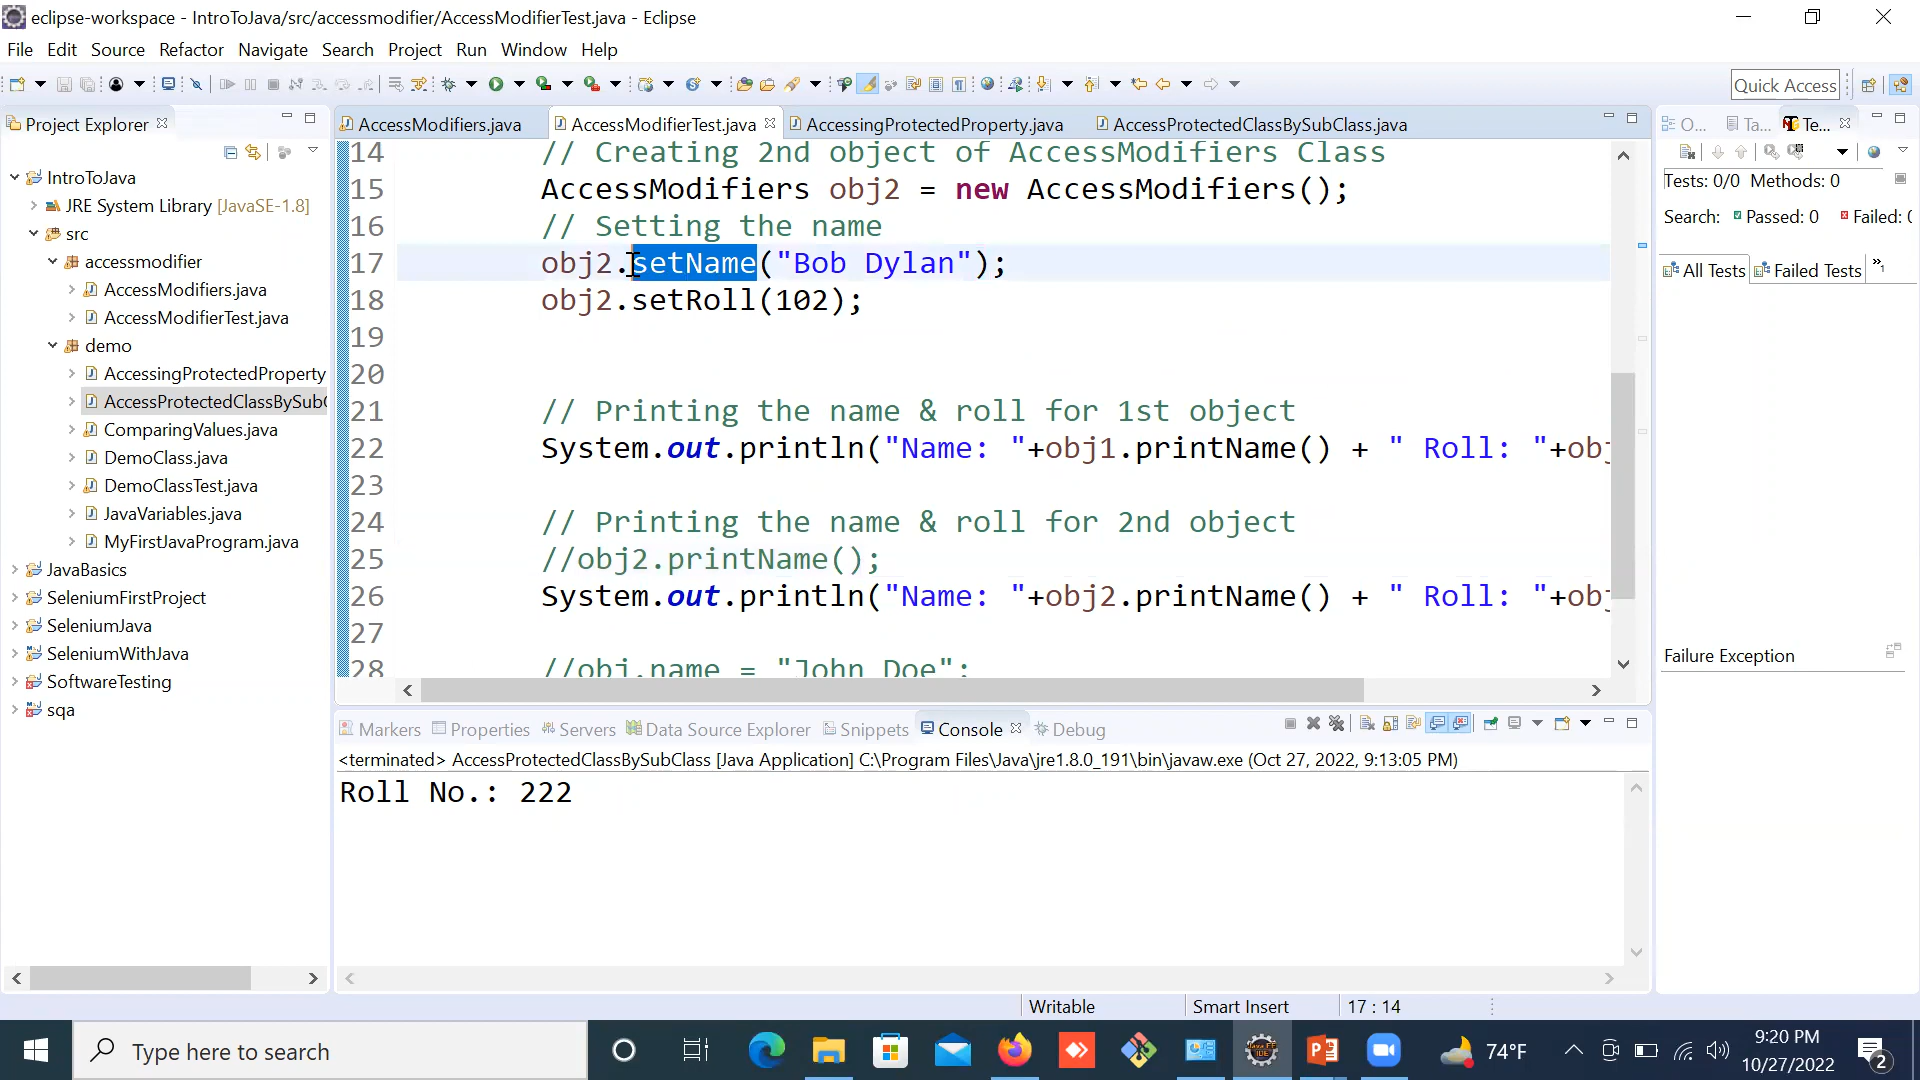 eclipse-workspace - IntroToJava/src/accessmodifier/AccessModifierTest.java - Eclipse
File Edit Source Refactor Navigate Search Project Run Window Help
Quick Access
Project Explorer
AccessModifiers.java
AccessModifierTest.java
AccessingProtectedProperty.java
AccessProtectedClassBySubClass.java
O...
Ta...
Te...
IntroToJava
JRE System Library [JavaSE-1.8]
src
accessmodifier
AccessModifiers.java
AccessModifierTest.java
demo
AccessingProtectedProperty
AccessProtectedClassBySub
ComparingValues.java
DemoClass.java
DemoClassTest.java
JavaVariables.java
MyFirstJavaProgram.java
JavaBasics
SeleniumFirstProject
SeleniumJava
SeleniumWithJava
SoftwareTesting
sqa
14 // Creating 2nd object of AccessModifiers Class
15 AccessModifiers obj2 = new AccessModifiers();
16 // Setting the name
17 obj2.setName("Bob Dylan");
18 obj2.setRoll(102);
19
20
21 // Printing the name & roll for 1st object
22 System.out.println("Name: "+obj1.printName() + " Roll: "+obj
23
24 // Printing the name & roll for 2nd object
25 //obj2.printName();
26 System.out.println("Name: "+obj2.printName() + " Roll: "+obj
27
28 //obj.name = "John Doe";
Tests: 0/0 Methods: 0
Search: Passed: 0 Failed: 0
All Tests Failed Tests
Failure Exception
Markers Properties Servers Data Source Explorer Snippets Console Debug
<terminated> AccessProtectedClassBySubClass [Java Application] C:\Program Files\Java\jre1.8.0_191\bin\javaw.exe (Oct 27, 2022, 9:13:05 PM)
Roll No.: 222
Writable Smart Insert 17 : 14
Type here to search
74°F
9:20 PM
10/27/2022
2